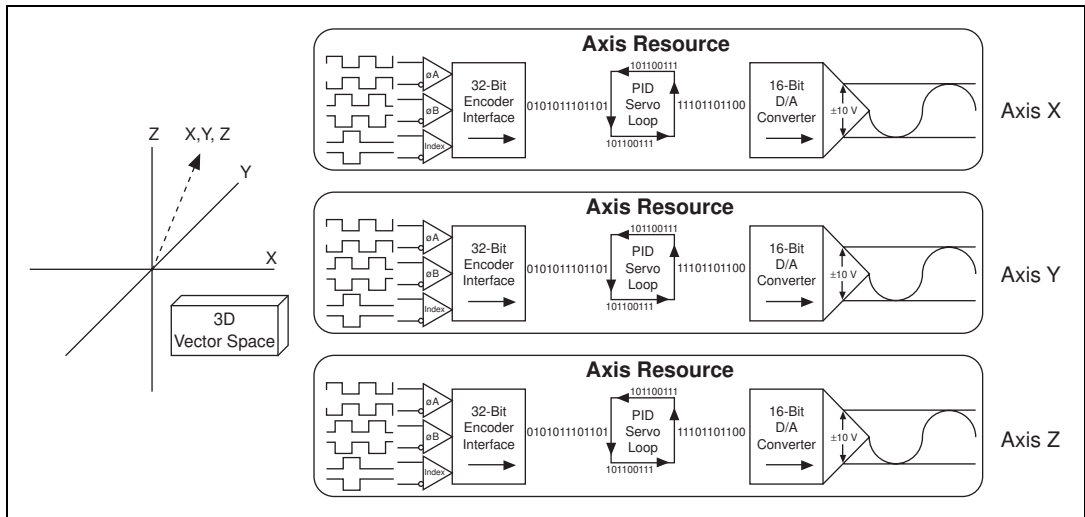 Z
X,Y, Z
Y
X
3D
Vector Space
Axis Resource
øA
øB
Index
32-Bit
Encoder
Interface
0101011101101
101100111
PID
Servo
Loop
101100111
11101101100
16-Bit
D/A
Converter
±10 V
Axis X
Axis Resource
øA
øB
Index
32-Bit
Encoder
Interface
0101011101101
101100111
PID
Servo
Loop
101100111
11101101100
16-Bit
D/A
Converter
±10 V
Axis Y
Axis Resource
øA
øB
Index
32-Bit
Encoder
Interface
0101011101101
101100111
PID
Servo
Loop
101100111
11101101100
16-Bit
D/A
Converter
±10 V
Axis Z